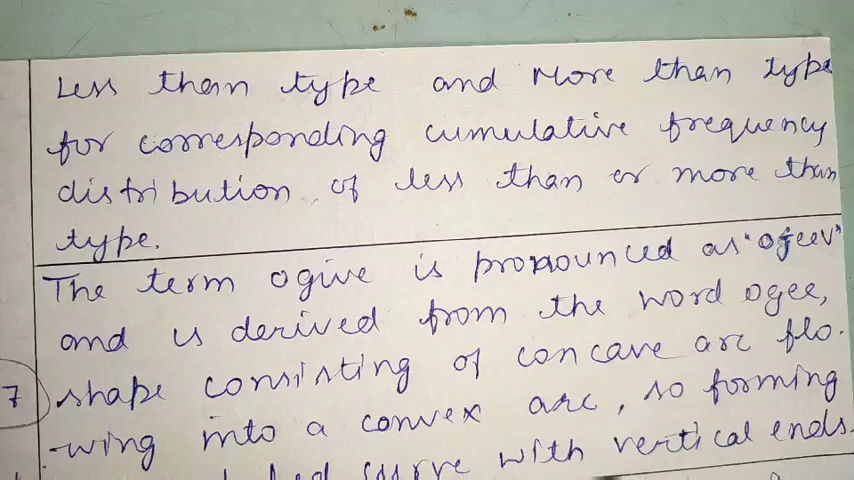 Less than type and More than type
for corresponding cumulative frequency
distribution of less than or more than
type.
The term ogive is pronounced as "ojeev"
and is derived from the word ogee,
shape consisting of concave arc flo-
7
-wing into a convex arc, so forming
curve with vertical ends.